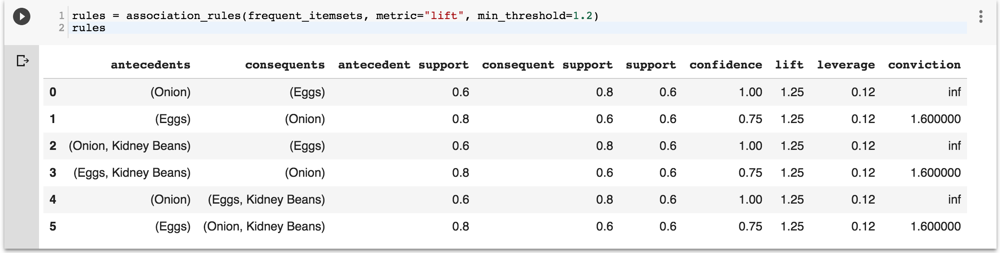 1 rules = association_rules(frequent_itemsets, metric="lift", min_threshold=1.2)
2 rules
antecedents consequents antecedent support consequent support support confidence lift leverage conviction
0 (Onion) (Eggs) 0.6 0.8 0.6 1.00 1.25 0.12 inf
1 (Eggs) (Onion) 0.8 0.6 0.6 0.75 1.25 0.12 1.600000
2 (Onion, Kidney Beans) (Eggs) 0.6 0.8 0.6 1.00 1.25 0.12 inf
3 (Eggs, Kidney Beans) (Onion) 0.8 0.6 0.6 0.75 1.25 0.12 1.600000
4 (Onion) (Eggs, Kidney Beans) 0.6 0.8 0.6 1.00 1.25 0.12 inf
5 (Eggs) (Onion, Kidney Beans) 0.8 0.6 0.6 0.75 1.25 0.12 1.600000